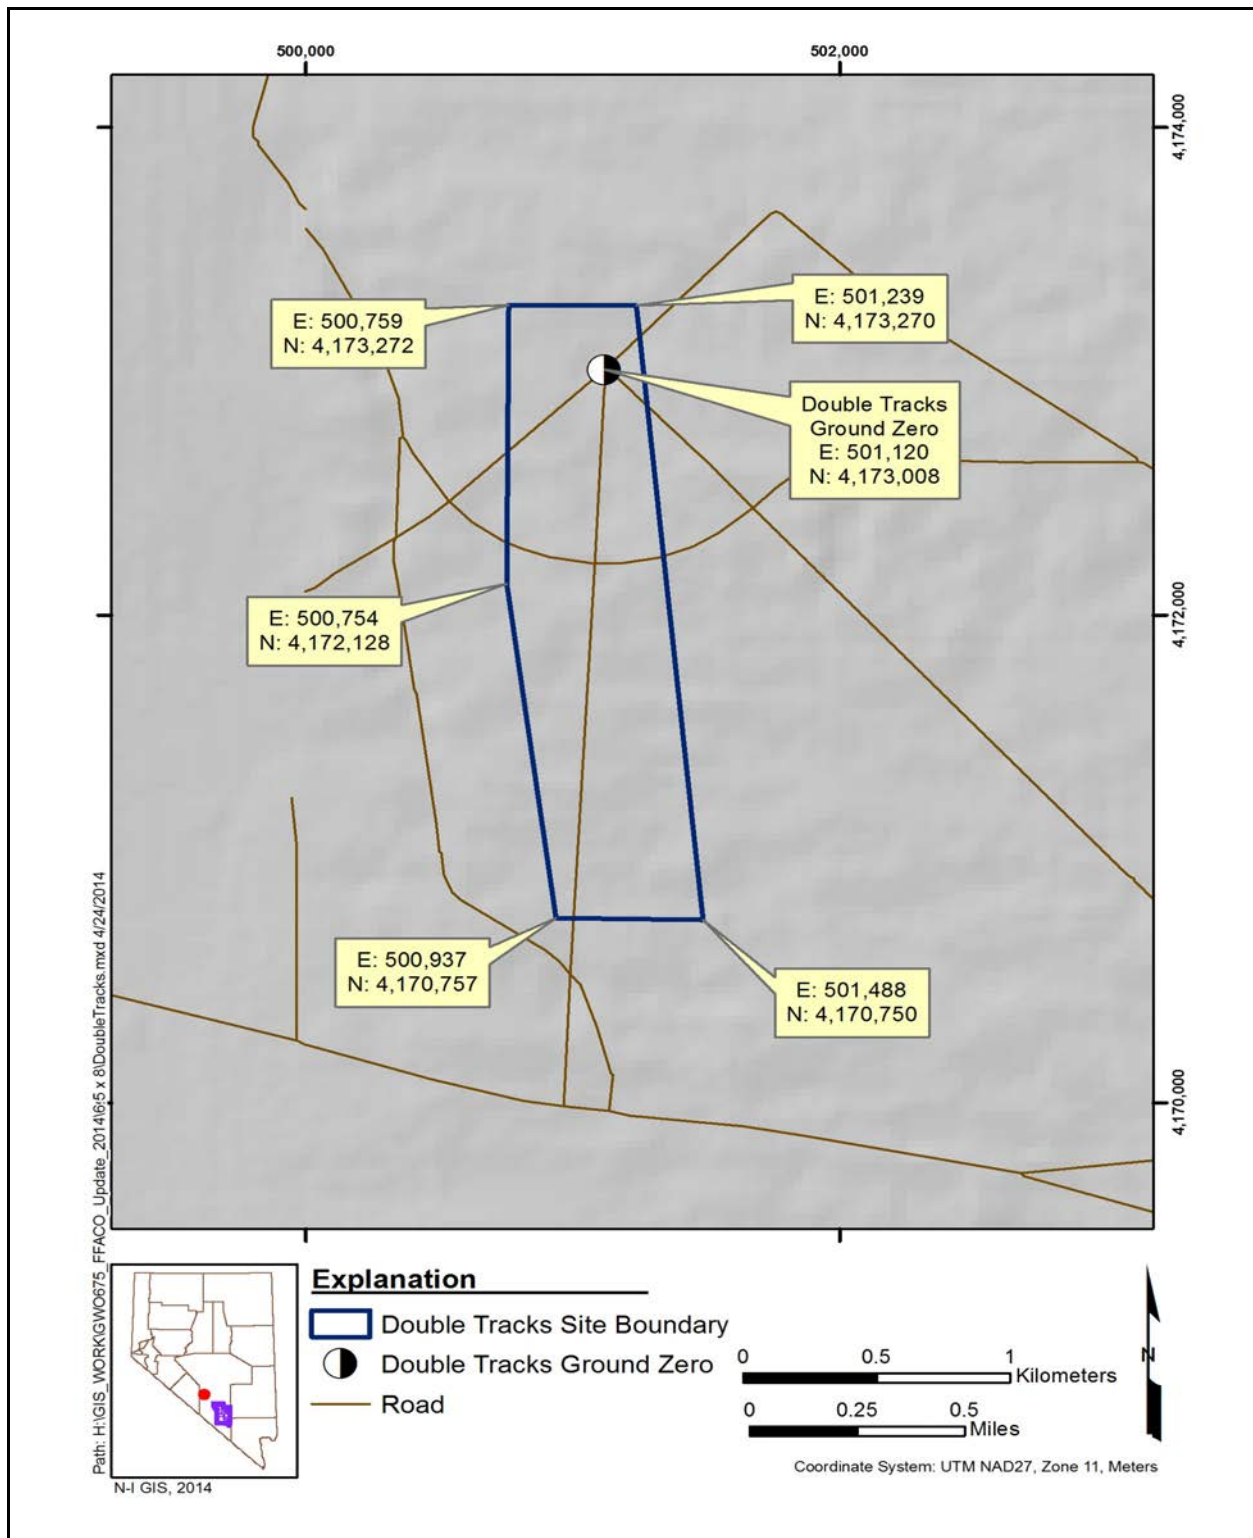 500,000
502,000
4,174,000
E: 500,759
N: 4,173,272
E: 501,239
N: 4,173,270
Double Tracks
Ground Zero
E: 501,120
N: 4,173,008
E: 500,754
N: 4,172,128
4,172,000
E: 500,937
N: 4,170,757
E: 501,488
N: 4,170,750
4,170,000
Path: H:\GIS_WORK\GWO675_FFACO_Update_2014\6.5 x 8\DoubleTracks.mxd 4/24/2014
Explanation
Double Tracks Site Boundary
Double Tracks Ground Zero
Road
0 0.5 1
Kilometers
0 0.25 0.5
Miles
N
Coordinate System: UTM NAD27, Zone 11, Meters
N-I GIS, 2014